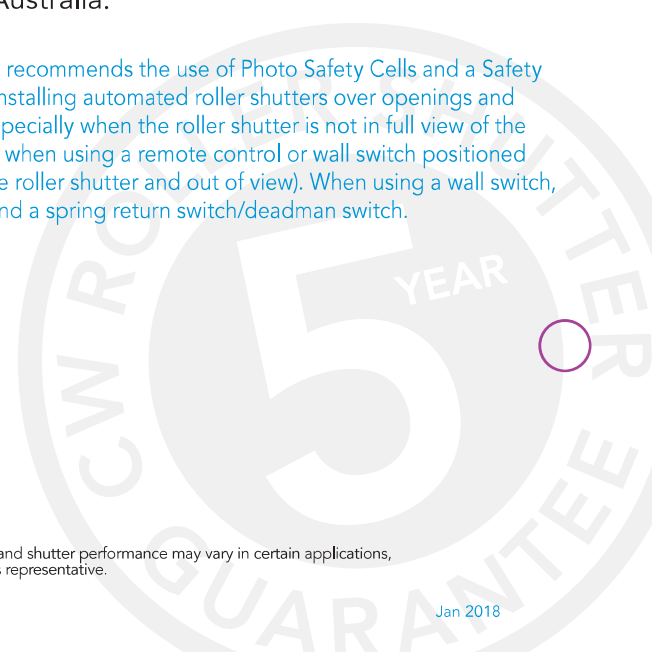 Australia.
recommends the use of Photo Safety Cells and a Safety
nstalling automated roller shutters over openings and
specially when the roller shutter is not in full view of the
when using a remote control or wall switch positioned
e roller shutter and out of view). When using a wall switch,
nd a spring return switch/deadman switch.
CW ROLLER SHUTTER
5 YEAR
GUARANTEE
and shutter performance may vary in certain applications,
s representative.
Jan 2018